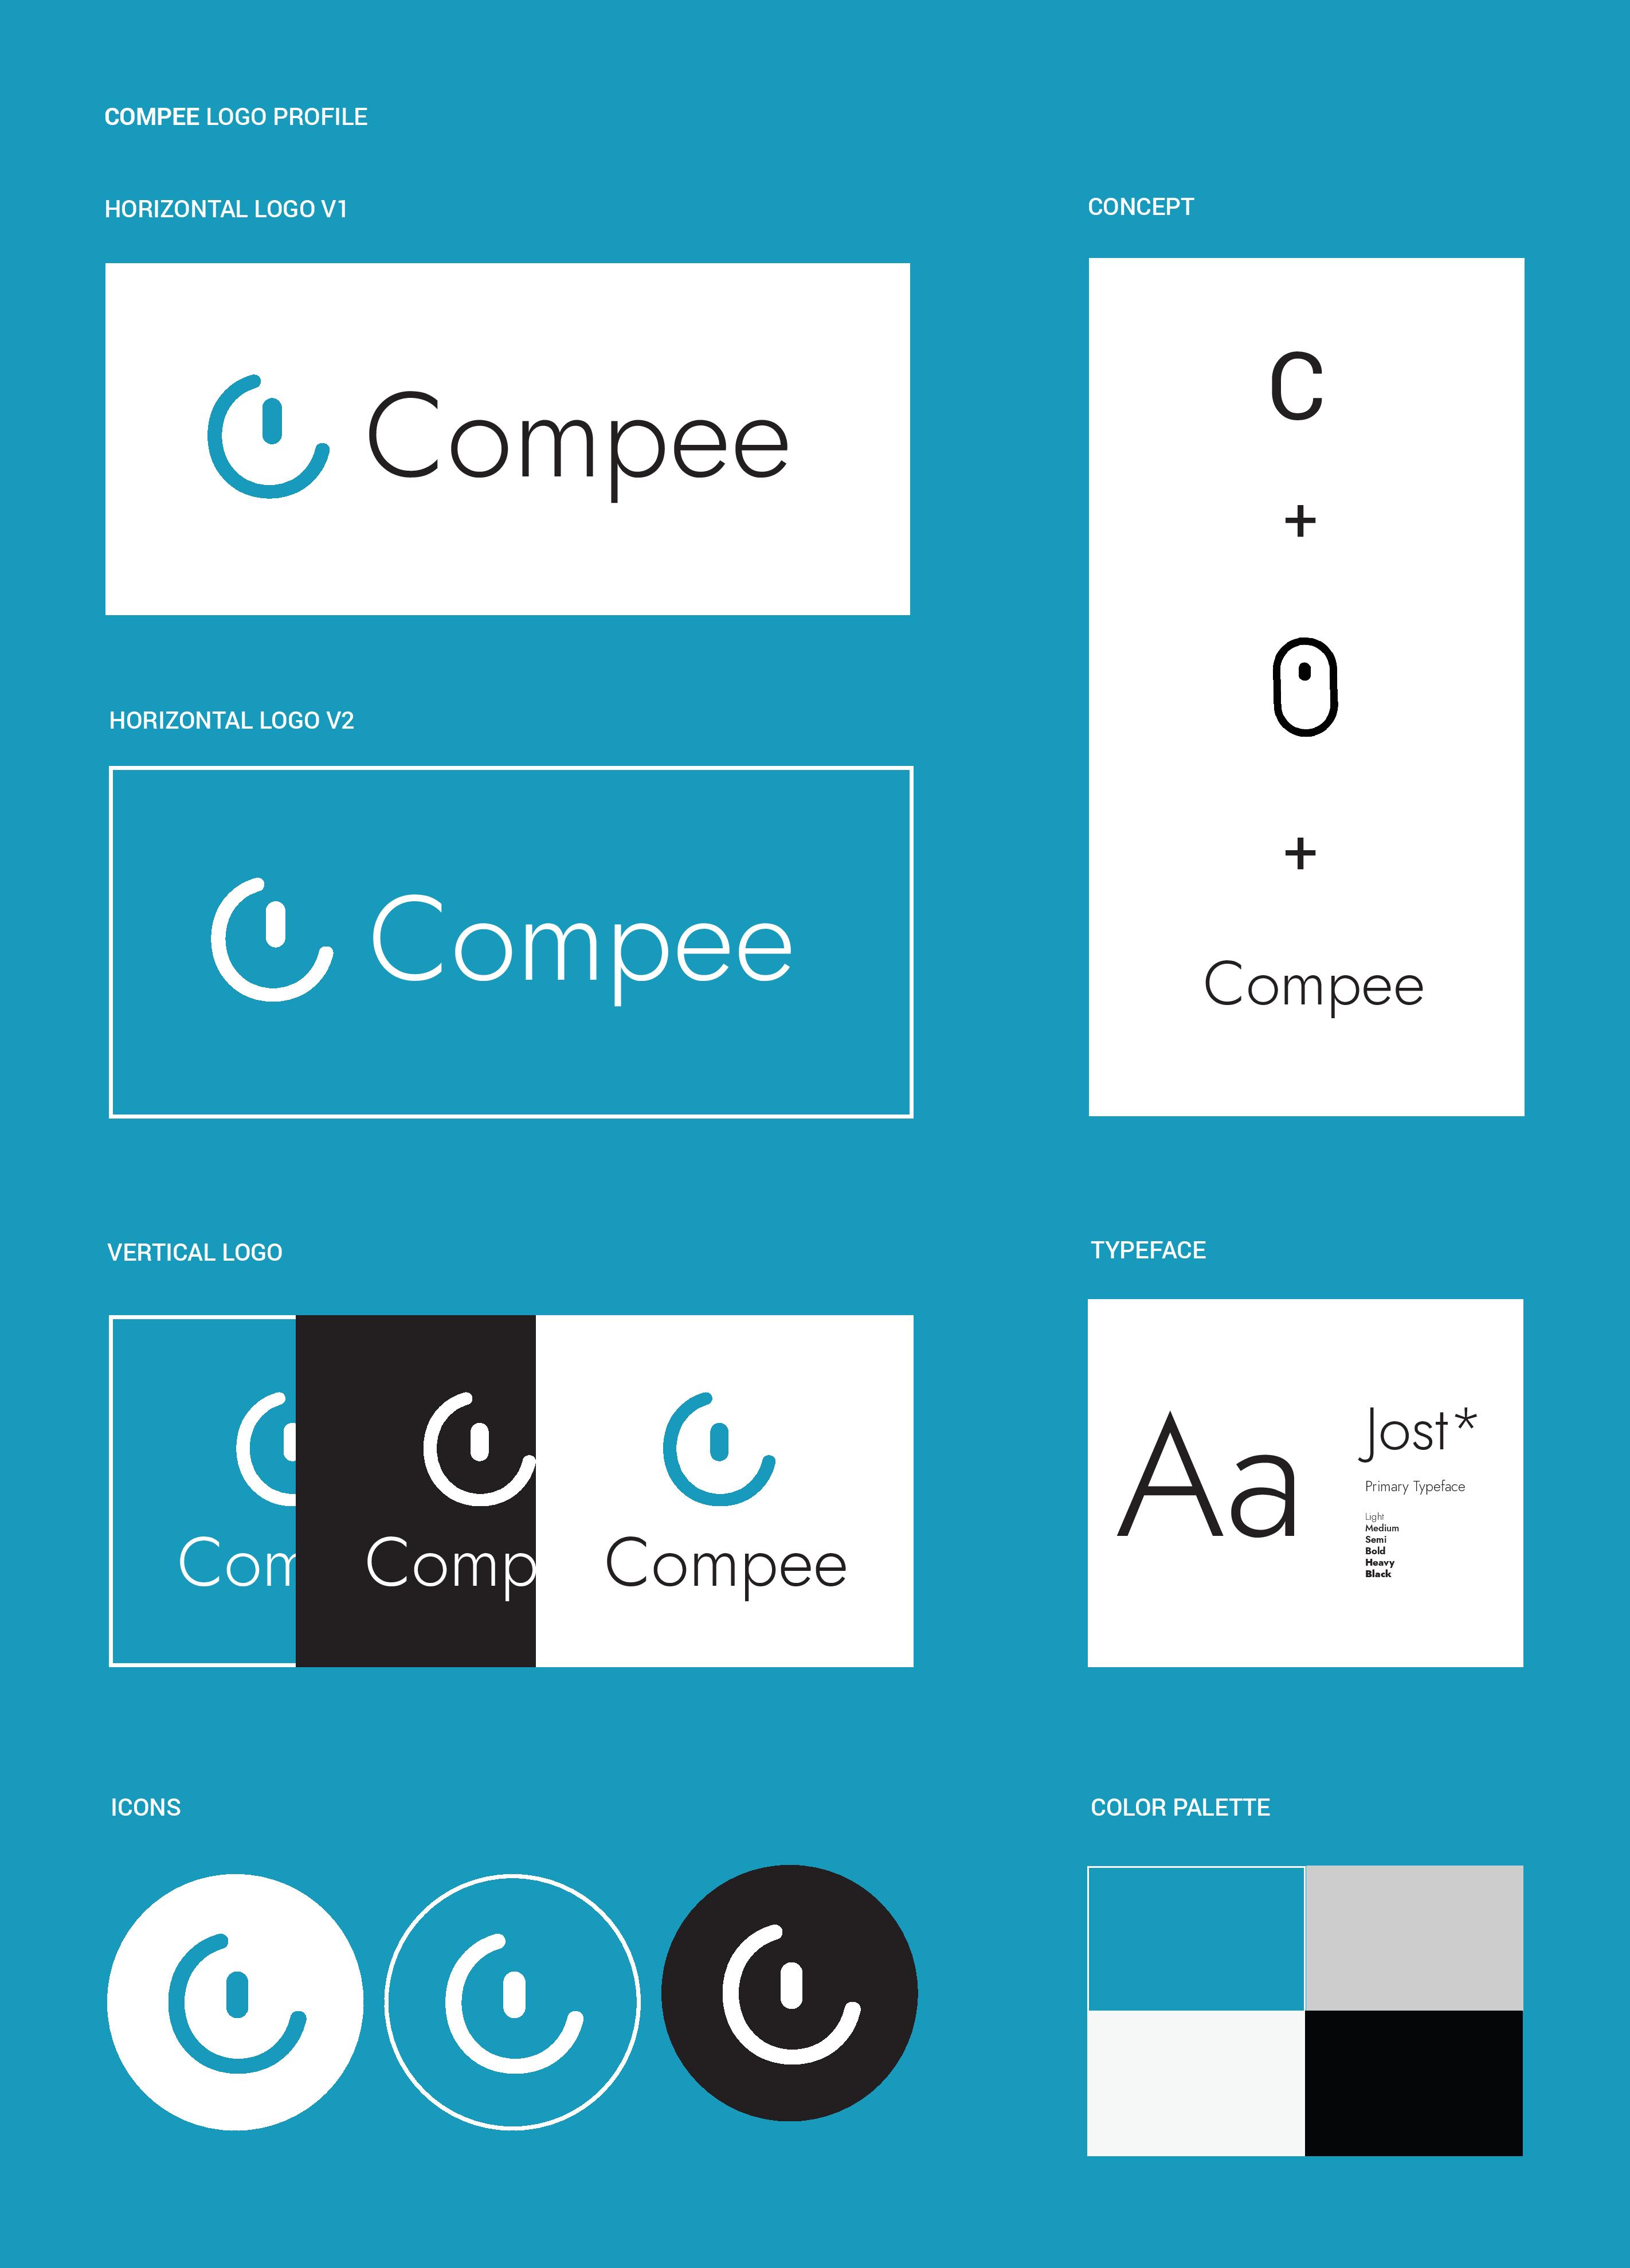 COMPEE LOGO PROFILE
HORIZONTAL LOGO V1
Compee
HORIZONTAL LOGO V2
Compee
CONCEPT
C
+
+
Compee
VERTICAL LOGO
Com
Comp
Compee
TYPEFACE
Aa
Jost*
Primary Typeface
Light
Medium
Semi
Bold
Heavy
Black
ICONS
COLOR PALETTE